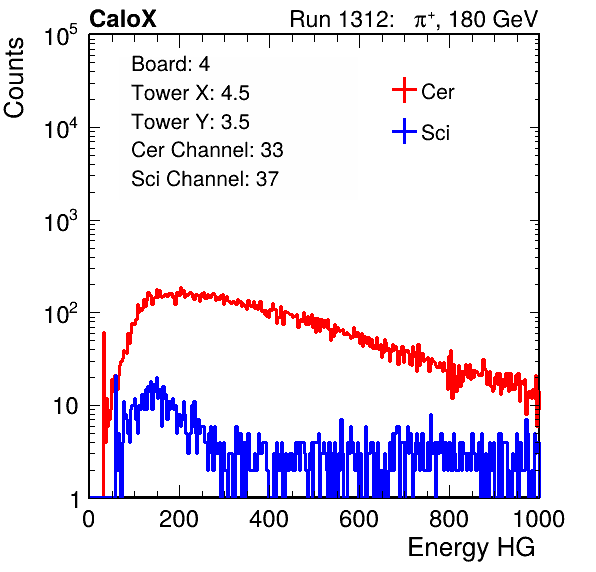 CaloX Run 1312: π⁺, 180 GeV
Counts
10⁵
10⁴
10³
10²
10
1
Board: 4
Tower X: 4.5
Tower Y: 3.5
Cer Channel: 33
Sci Channel: 37
Cer
Sci
0 200 400 600 800 1000
Energy HG